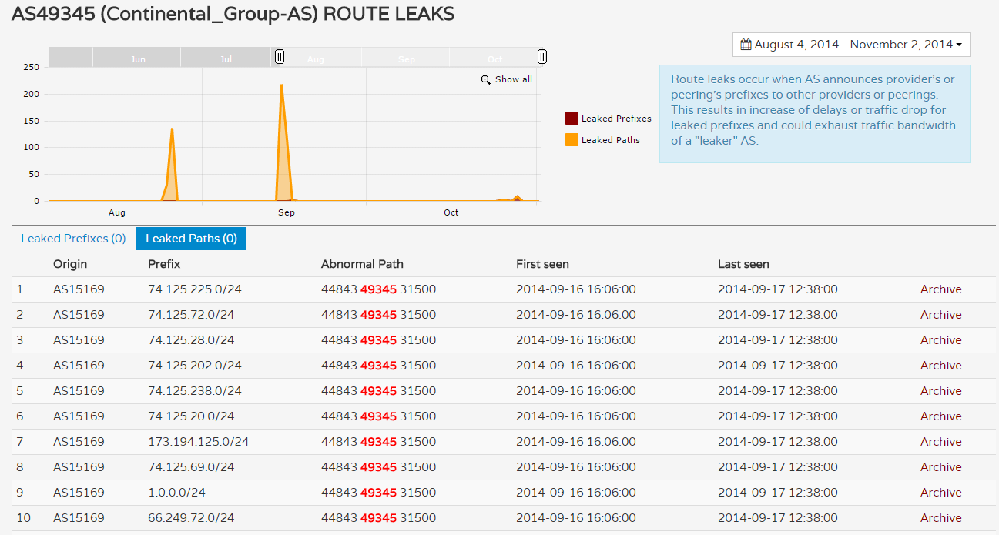 AS49345 (Continental_Group-AS) ROUTE LEAKS
August 4, 2014 - November 2, 2014
Jun Jul Aug Sep Oct
Show all
250
200
150
100
50
0
Aug Sep Oct
Leaked Prefixes
Leaked Paths
Route leaks occur when AS announces provider's or
peering's prefixes to other providers or peerings.
This results in increase of delays or traffic drop for
leaked prefixes and could exhaust traffic bandwidth
of a "leaker" AS.
Leaked Prefixes (0) Leaked Paths (0)
Origin Prefix Abnormal Path First seen Last seen
1 AS15169 74.125.225.0/24 44843 49345 31500 2014-09-16 16:06:00 2014-09-17 12:38:00 Archive
2 AS15169 74.125.72.0/24 44843 49345 31500 2014-09-16 16:06:00 2014-09-17 12:38:00 Archive
3 AS15169 74.125.28.0/24 44843 49345 31500 2014-09-16 16:06:00 2014-09-17 12:38:00 Archive
4 AS15169 74.125.202.0/24 44843 49345 31500 2014-09-16 16:06:00 2014-09-17 12:38:00 Archive
5 AS15169 74.125.238.0/24 44843 49345 31500 2014-09-16 16:06:00 2014-09-17 12:38:00 Archive
6 AS15169 74.125.20.0/24 44843 49345 31500 2014-09-16 16:06:00 2014-09-17 12:38:00 Archive
7 AS15169 173.194.125.0/24 44843 49345 31500 2014-09-16 16:06:00 2014-09-17 12:38:00 Archive
8 AS15169 74.125.69.0/24 44843 49345 31500 2014-09-16 16:06:00 2014-09-17 12:38:00 Archive
9 AS15169 1.0.0.0/24 44843 49345 31500 2014-09-16 16:06:00 2014-09-17 12:38:00 Archive
10 AS15169 66.249.72.0/24 44843 49345 31500 2014-09-16 16:06:00 2014-09-17 12:38:00 Archive